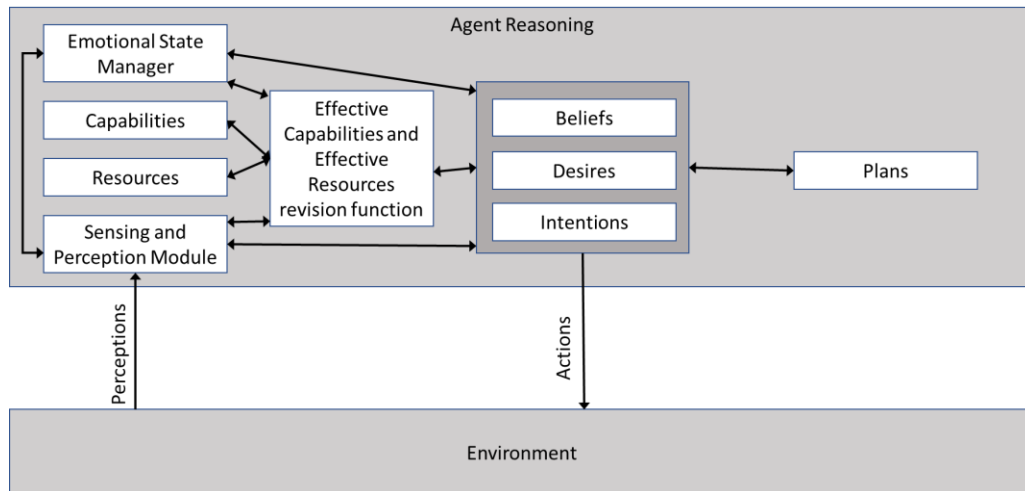 Agent Reasoning
Emotional State
Manager
Capabilities
Resources
Sensing and
Perception Module
Effective
Capabilities and
Effective
Resources
revision function
Beliefs
Desires
Intentions
Plans
Perceptions
Actions
Environment